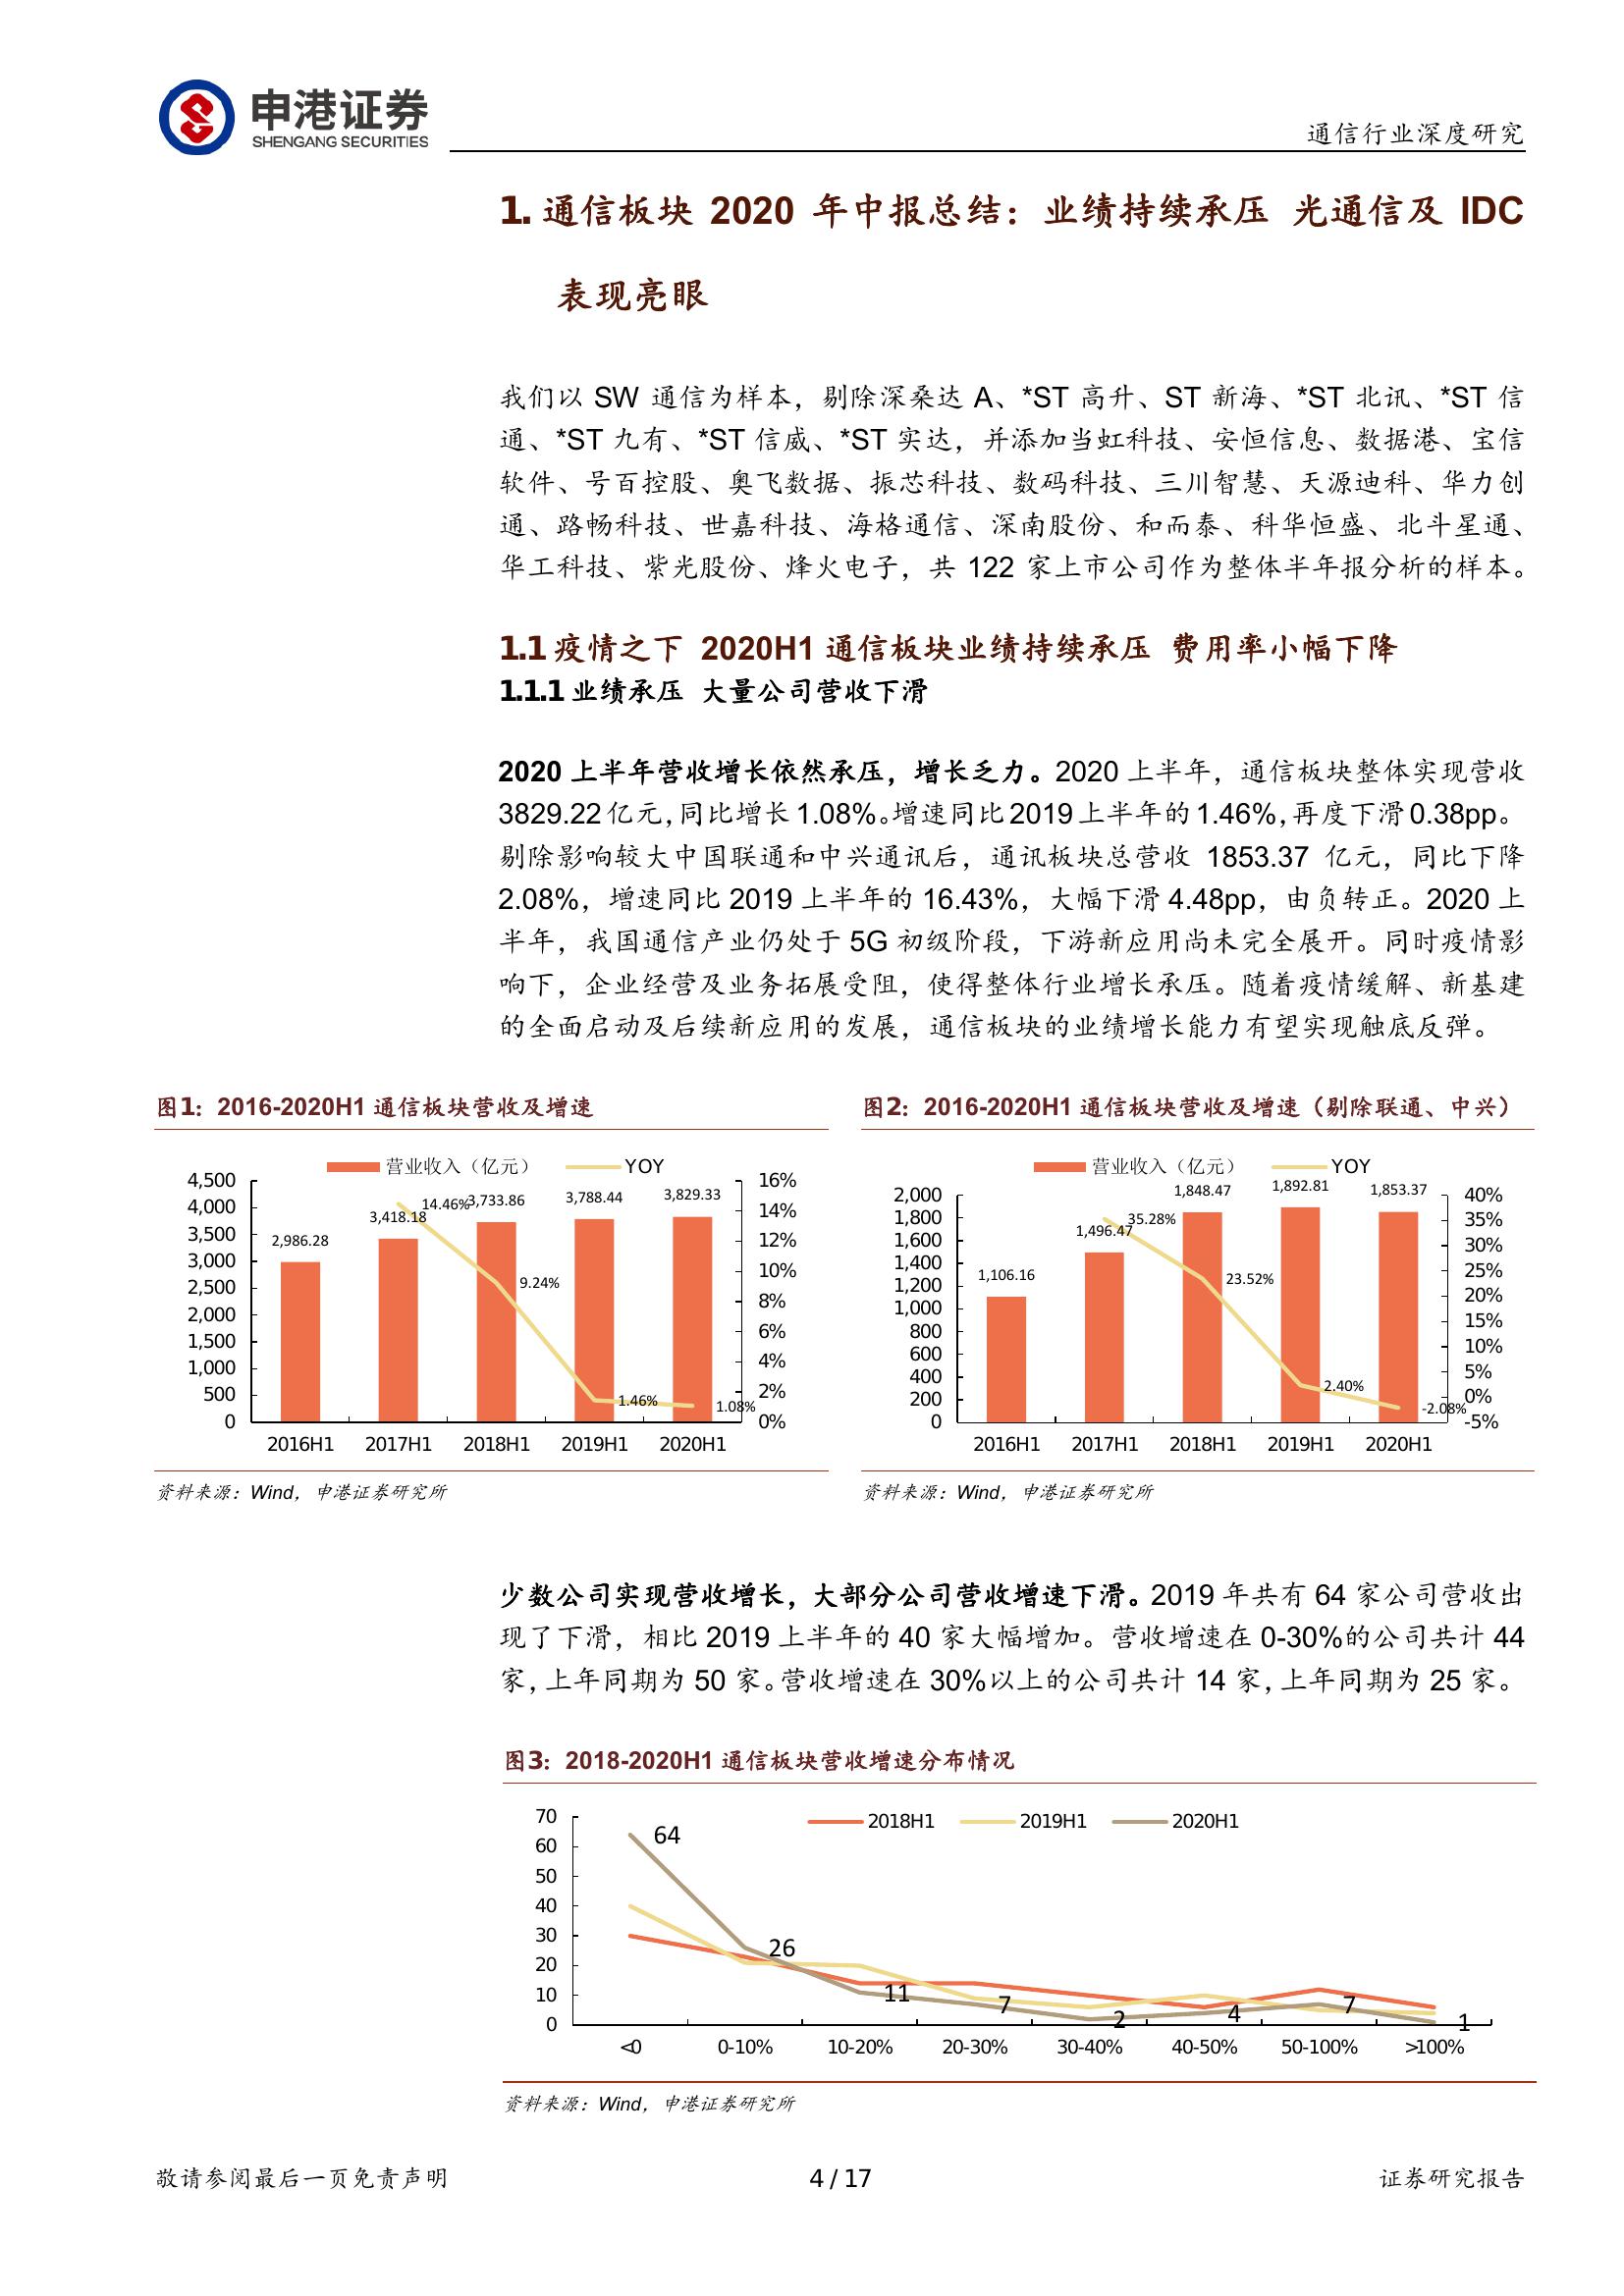 申港证券
SHENGANG SECURITIES
通信行业深度研究
1. 通信板块 2020 年中报总结：业绩持续承压 光通信及 IDC
表现亮眼
我们以 SW 通信为样本，剔除深桑达 A、*ST 高升、ST 新海、*ST 北讯、*ST 信
通、*ST 九有、*ST 信威、*ST 实达，并添加当虹科技、安恒信息、数据港、宝信
软件、号百控股、奥飞数据、振芯科技、数码科技、三川智慧、天源迪科、华力创
通、路畅科技、世嘉科技、海格通信、深南股份、和而泰、科华恒盛、北斗星通、
华工科技、紫光股份、烽火电子，共 122 家上市公司作为整体半年报分析的样本。
1.1 疫情之下 2020H1 通信板块业绩持续承压 费用率小幅下降
1.1.1 业绩承压 大量公司营收下滑
2020 上半年营收增长依然承压，增长乏力。2020 上半年，通信板块整体实现营收
3829.22 亿元，同比增长 1.08%。增速同比 2019 上半年的 1.46%，再度下滑 0.38pp。
剔除影响较大中国联通和中兴通讯后，通讯板块总营收 1853.37 亿元，同比下降
2.08%，增速同比 2019 上半年的 16.43%，大幅下滑 4.48pp，由负转正。2020 上
半年，我国通信产业仍处于 5G 初级阶段，下游新应用尚未完全展开。同时疫情影
响下，企业经营及业务拓展受阻，使得整体行业增长承压。随着疫情缓解、新基建
的全面启动及后续新应用的发展，通信板块的业绩增长能力有望实现触底反弹。
图1：2016-2020H1 通信板块营收及增速
营业收入（亿元） YOY
4,500
4,000
3,500
3,000
2,500
2,000
1,500
1,000
500
0
2,986.28
3,418.18
3,733.86
3,788.44
3,829.33
14.46%
9.24%
1.46%
1.08%
16%
14%
12%
10%
8%
6%
4%
2%
0%
2016H1 2017H1 2018H1 2019H1 2020H1
资料来源：Wind，申港证券研究所
图2：2016-2020H1 通信板块营收及增速（剔除联通、中兴）
营业收入（亿元） YOY
2,000
1,800
1,600
1,400
1,200
1,000
800
600
400
200
0
1,106.16
1,496.47
1,848.47
1,892.81
1,853.37
35.28%
23.52%
2.40%
-2.08%
40%
35%
30%
25%
20%
15%
10%
5%
0%
-5%
2016H1 2017H1 2018H1 2019H1 2020H1
资料来源：Wind，申港证券研究所
少数公司实现营收增长，大部分公司营收增速下滑。2019 年共有 64 家公司营收出
现了下滑，相比 2019 上半年的 40 家大幅增加。营收增速在 0-30%的公司共计 44
家，上年同期为 50 家。营收增速在 30%以上的公司共计 14 家，上年同期为 25 家。
图3：2018-2020H1 通信板块营收增速分布情况
2018H1 2019H1 2020H1
70
60
50
40
30
20
10
0
64
26
11
7
2
4
7
1
<0 0-10% 10-20% 20-30% 30-40% 40-50% 50-100% >100%
资料来源：Wind，申港证券研究所
敬请参阅最后一页免责声明 4 / 17 证券研究报告